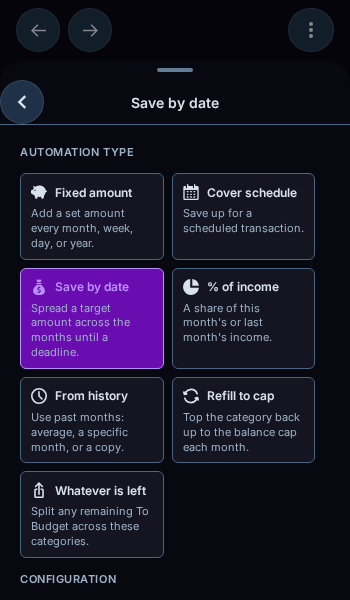 Save by date
AUTOMATION TYPE
Fixed amount
Add a set amount
every month, week,
day, or year.
Cover schedule
Save up for a
scheduled transaction.
Save by date
Spread a target
amount across the
months until a
deadline.
% of income
A share of this
month's or last
month's income.
From history
Use past months:
average, a specific
month, or a copy.
Refill to cap
Top the category back
up to the balance cap
each month.
Whatever is left
Split any remaining To
Budget across these
categories.
CONFIGURATION